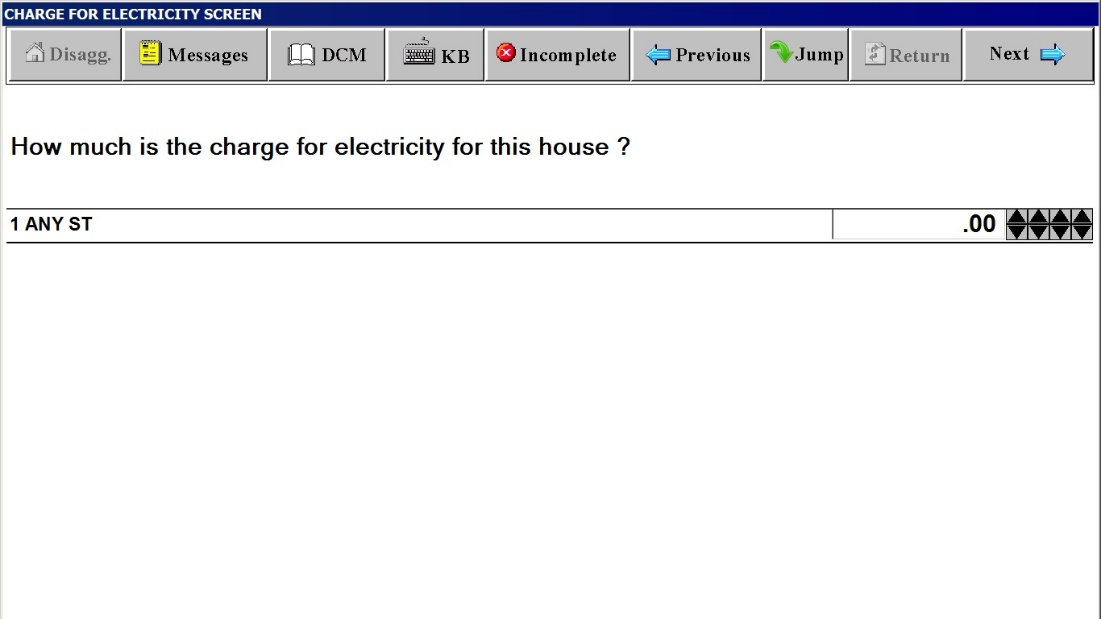 CHARGE FOR ELECTRICITY SCREEN
Disagg. Messages DCM KB Incomplete Previous Jump Return Next
How much is the charge for electricity for this house ?
1 ANY ST .00